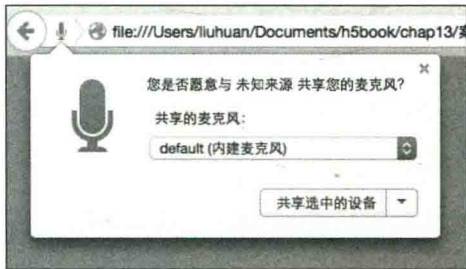 file:///Users/liuhuan/Documents/h5book/chap13/
您是否愿意与 未知来源 共享您的麦克风?
共享的麦克风:
default (内建麦克风)
共享选中的设备